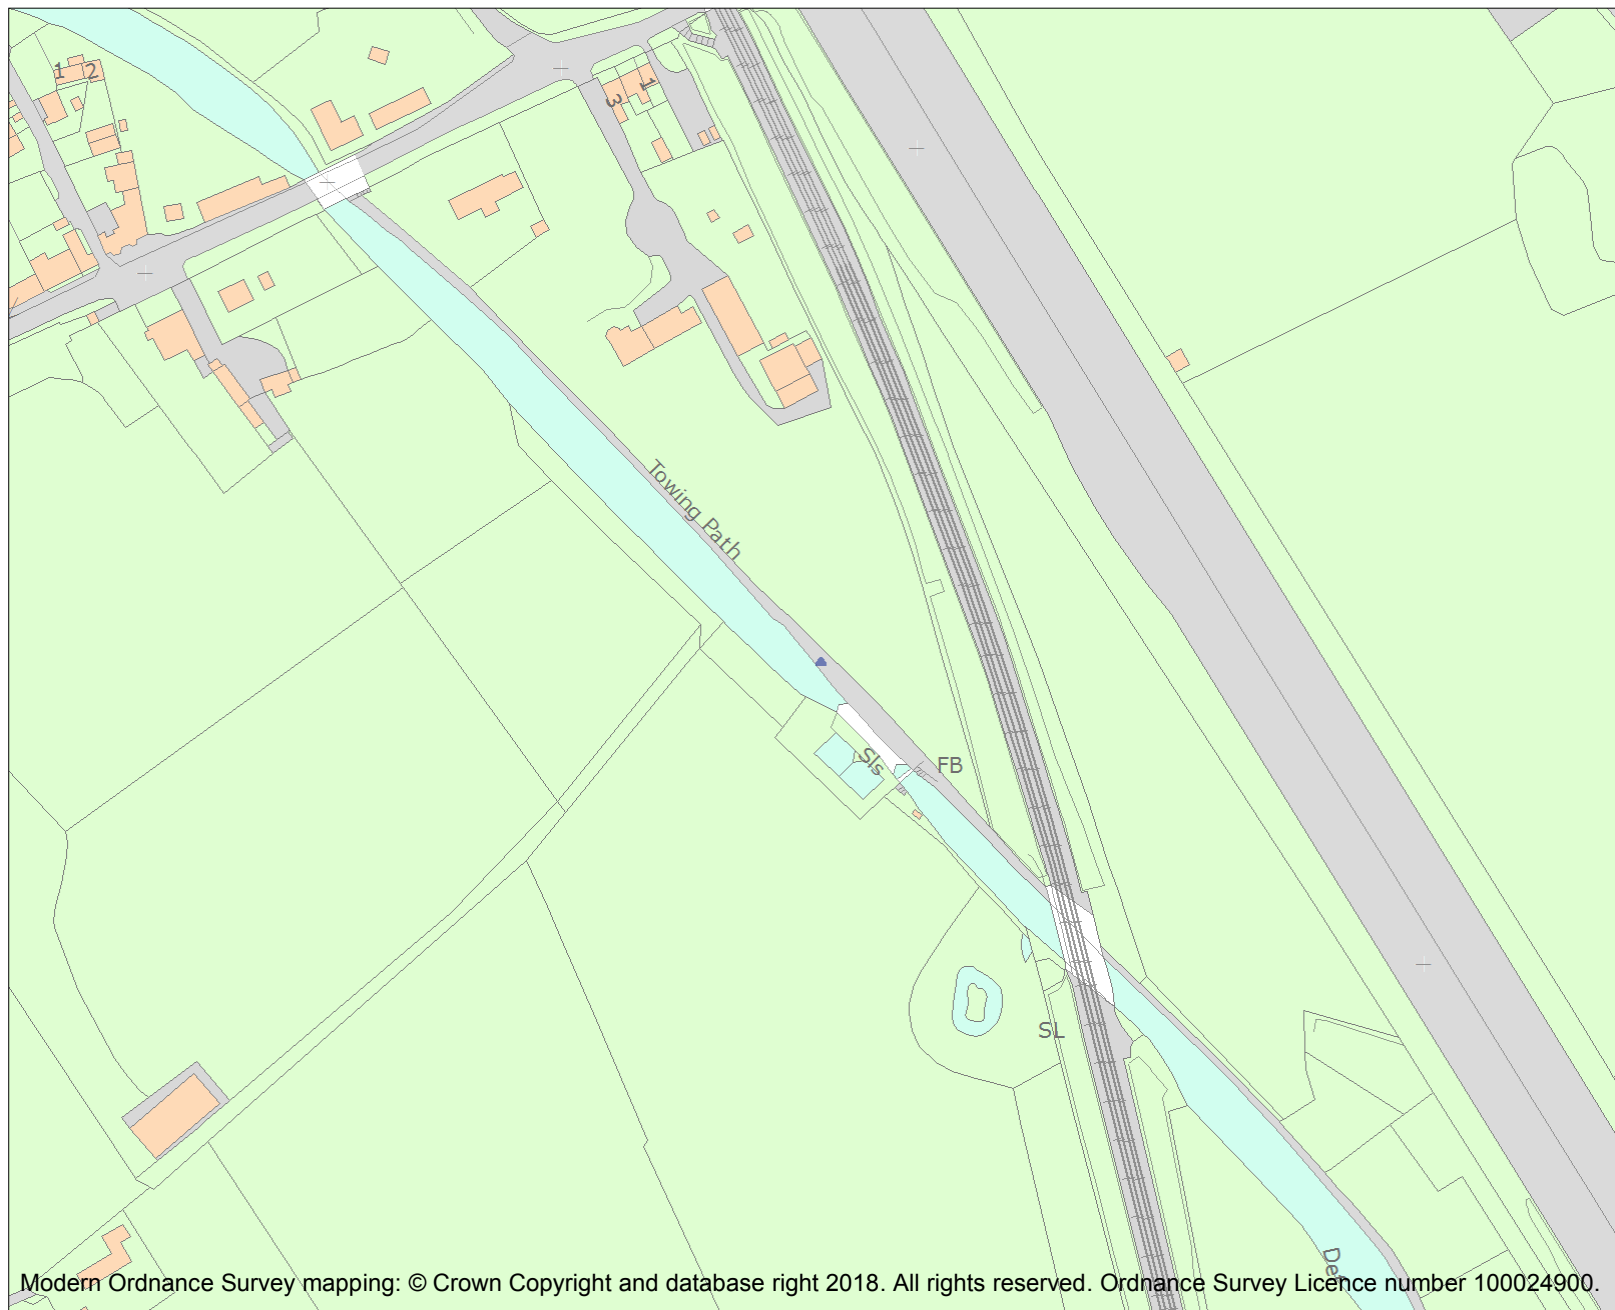 1 2
1
3
Towing Path
Sls
FB
SL
Def
Modern Ordnance Survey mapping: © Crown Copyright and database right 2018. All rights reserved. Ordnance Survey Licence number 100024900.